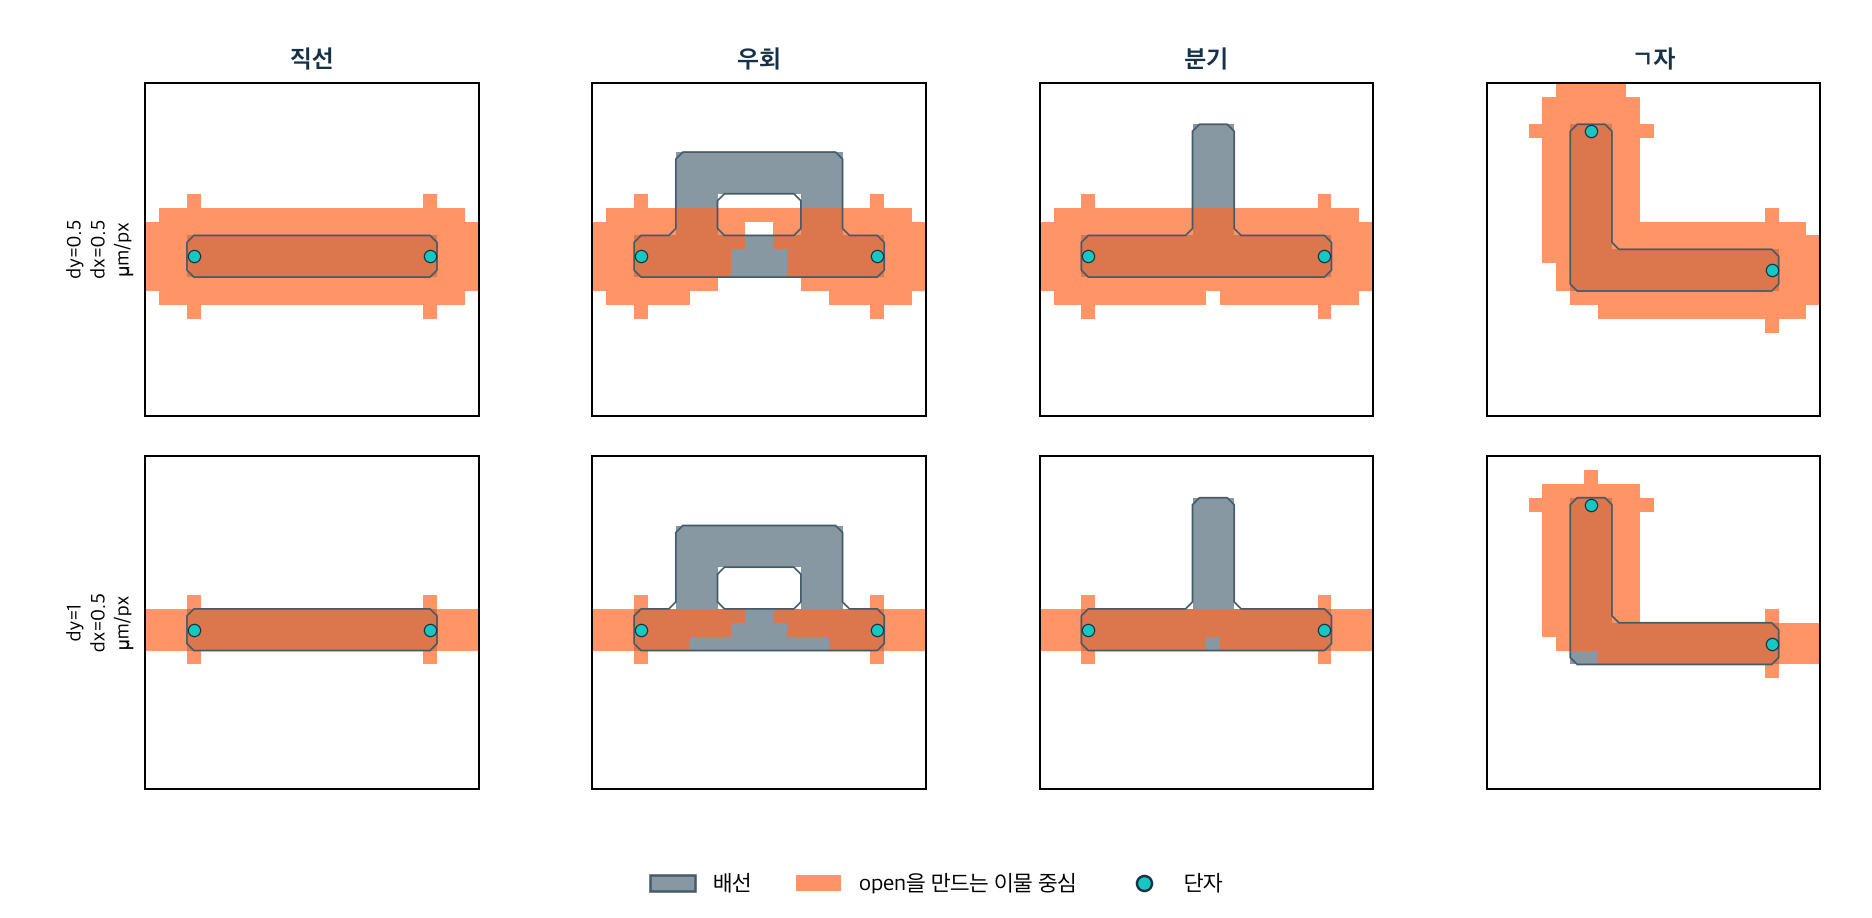 직선
우회
분기
ㄱ자
dy=0.5
dx=0.5
µm/px
dy=1
dx=0.5
µm/px
배선
open을 만드는 이물 중심
단자